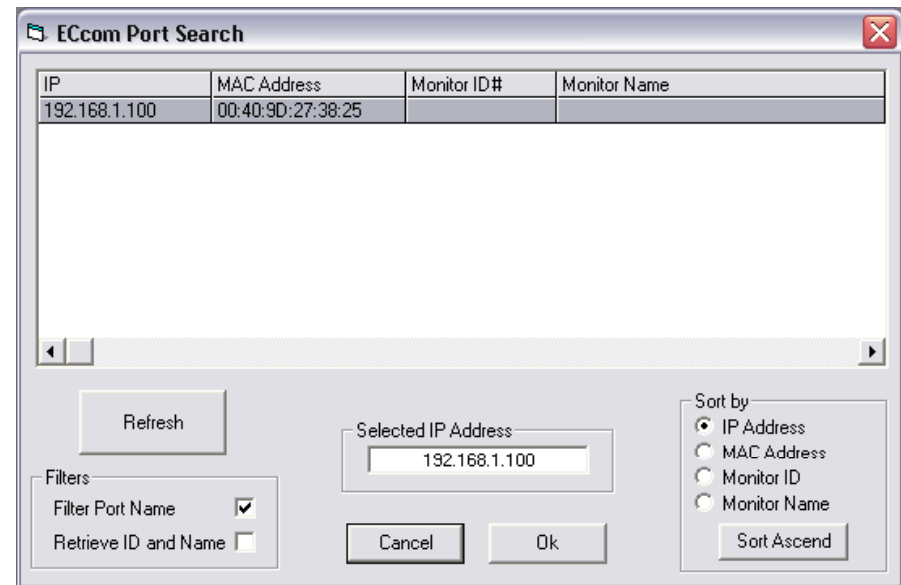 ECcom Port Search
IP MAC Address Monitor ID# Monitor Name
192.168.1.100 00:40:9D:27:38:25
Refresh
Filters
Filter Port Name
Retrieve ID and Name
Selected IP Address
192.168.1.100
Cancel Ok
Sort by
IP Address
MAC Address
Monitor ID
Monitor Name
Sort Ascend